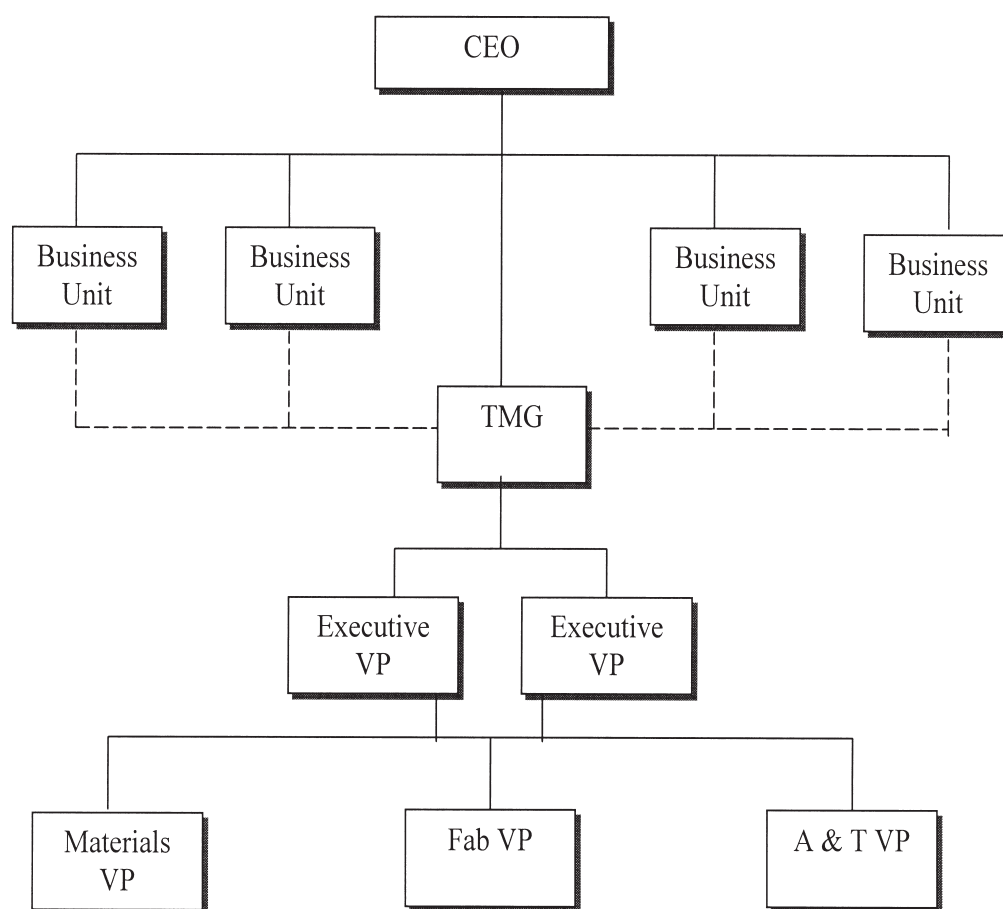 CEO
Business
Unit
Business
Unit
Business
Unit
Business
Unit
TMG
Executive
VP
Executive
VP
Materials
VP
Fab VP
A & T VP